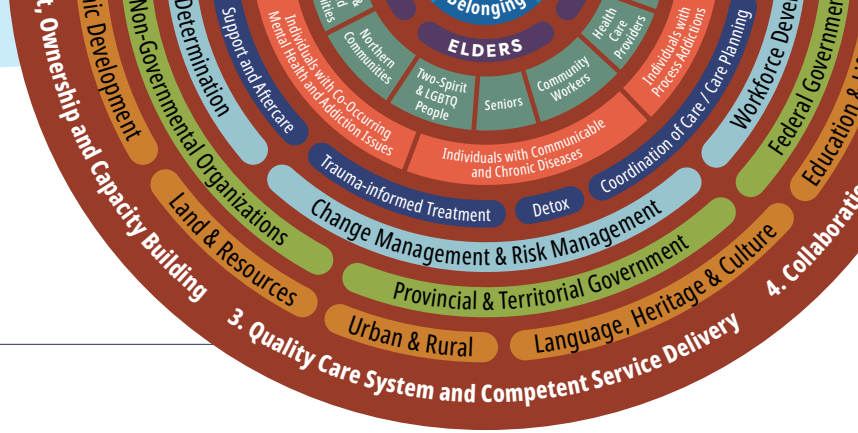 Belonging
ELDERS
&
Northern
Communities
Two-Spirit
& LGBTQ
People
Seniors
Community
Workers
Health
Care
Providers
Individuals with Co-Occurring
Mental Health and Addiction Issues
Individuals with Communicable
and Chronic Diseases
Individuals with
Process Addictions
Support and Aftercare
Trauma-informed Treatment
Detox
Coordination of Care / Care Planning
Determination
Change Management & Risk Management
Workforce
Non-Governmental Organizations
Provincial & Territorial Government
Federal Government
Development
Land & Resources
Urban & Rural
Language, Heritage & Culture
Education &
Ownership and Capacity Building
3. Quality Care System and Competent Service Delivery
4.